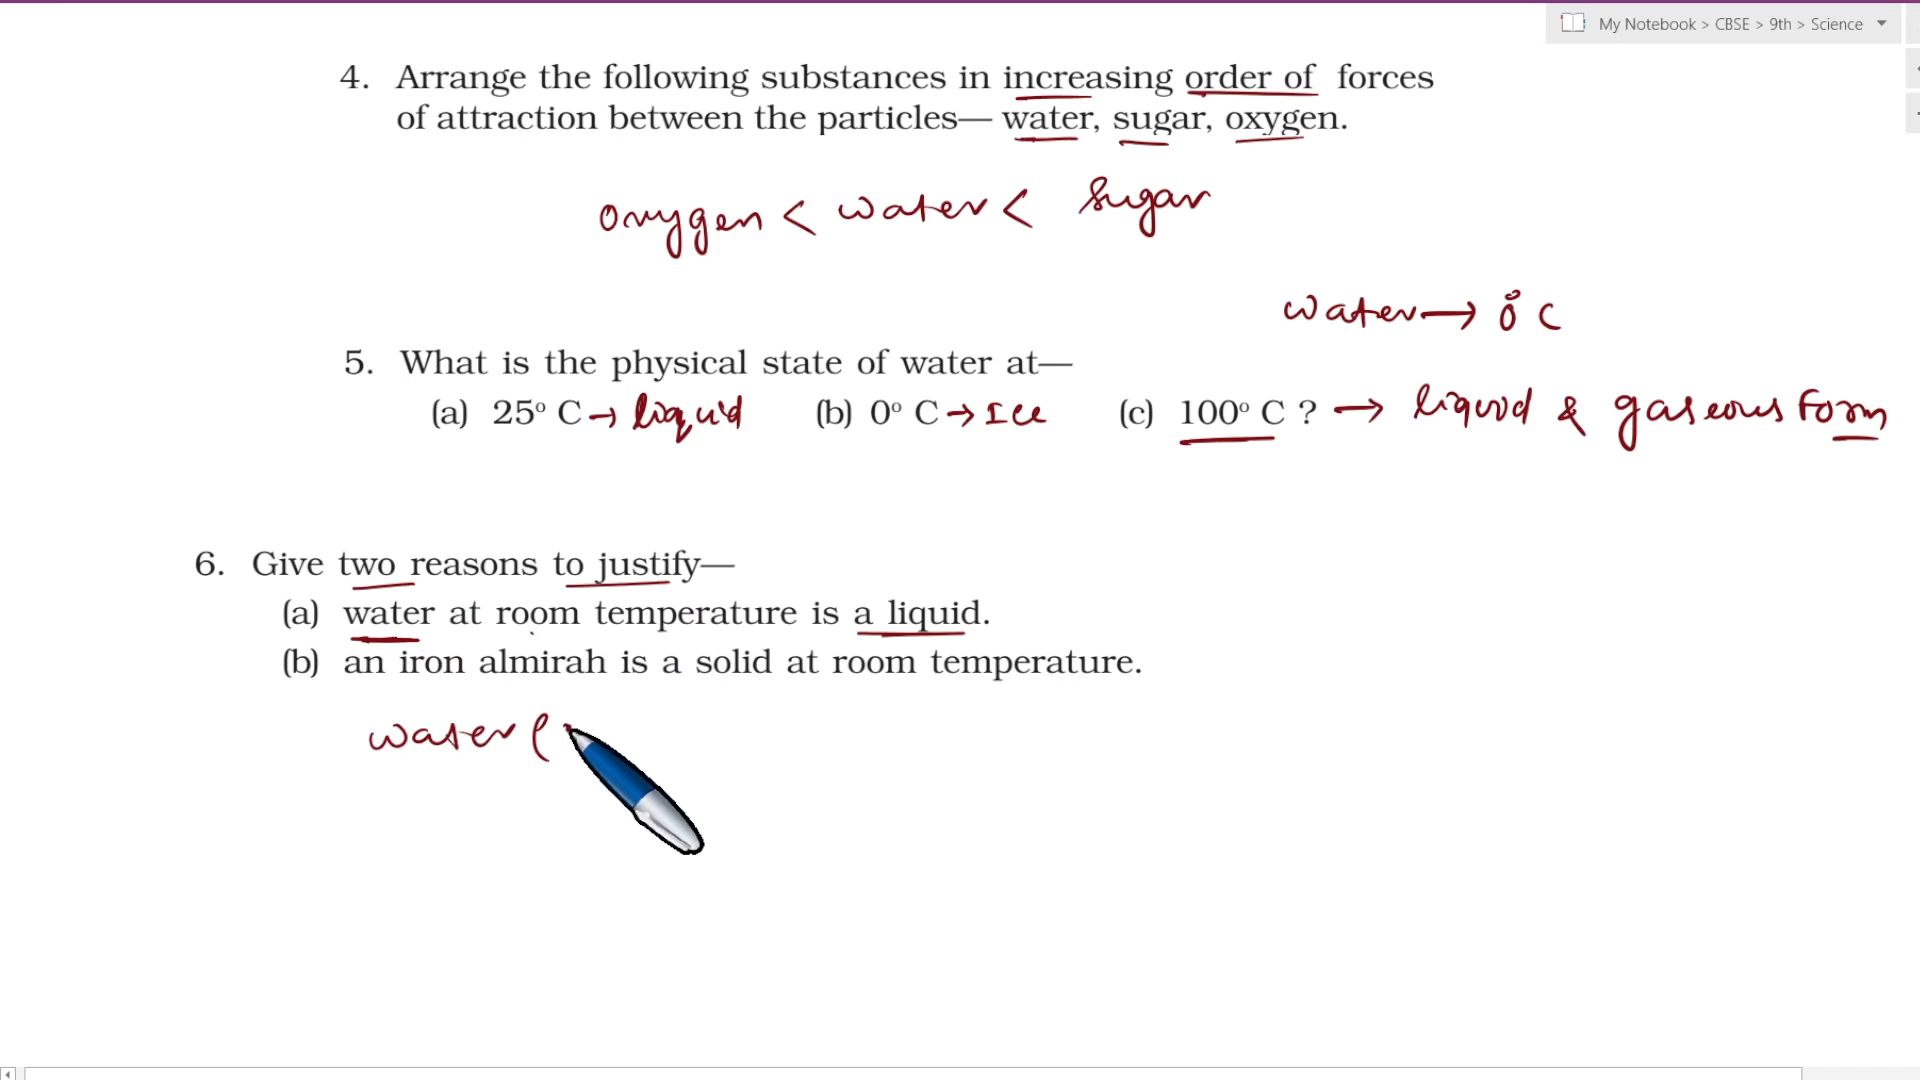 My Notebook > CBSE > 9th > Science
4. Arrange the following substances in increasing order of forces
of attraction between the particles— water, sugar, oxygen.
oxygen < water < sugar
water → 0° C
5. What is the physical state of water at—
(a) 25° C → liquid (b) 0° C → Ice (c) 100° C ? → liquid & gaseous form
6. Give two reasons to justify—
(a) water at room temperature is a liquid.
(b) an iron almirah is a solid at room temperature.
water (